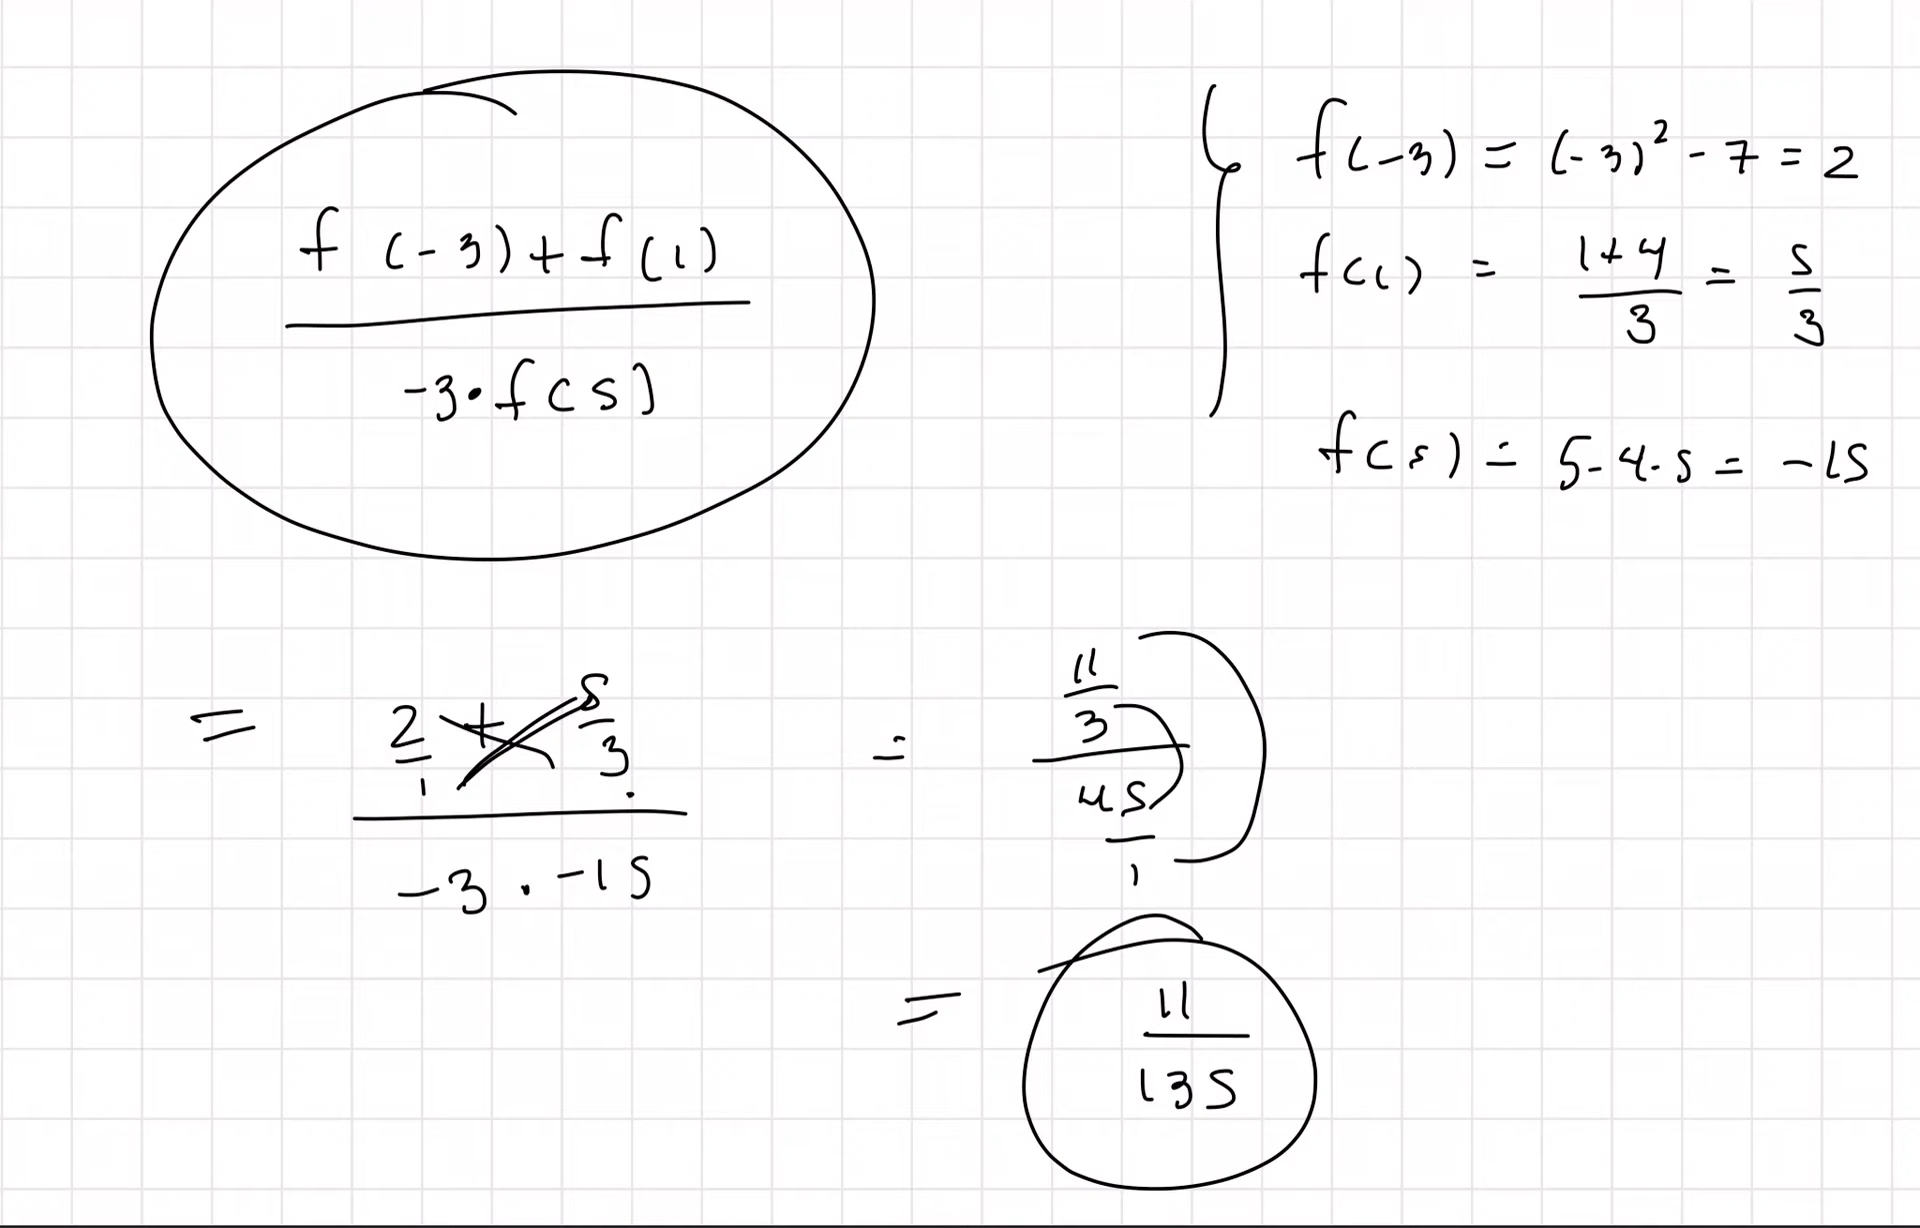 f(-3)+f(1)
-3·f(5)
f(-3) = (-3)² - 7 = 2
f(1) = 1+4/3 = 5/3
f(5) = 5-4·5 = -15
= 2/1 + 5/3 = 11/3
-3 · -15
45/1
= 11/135